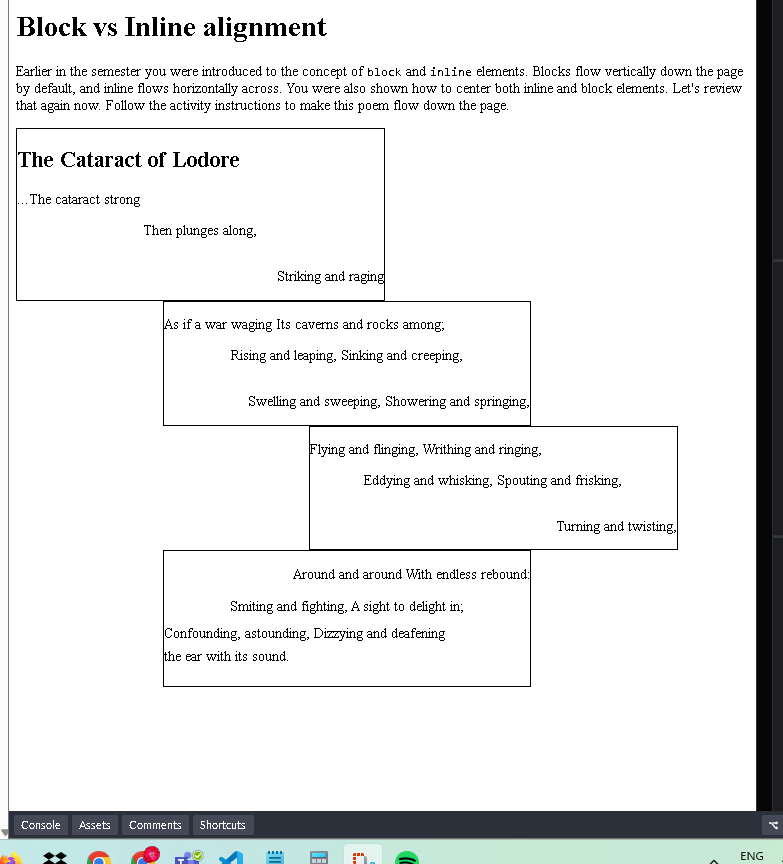 Block vs Inline alignment
Earlier in the semester you were introduced to the concept of block and inline elements. Blocks flow vertically down the page
by default, and inline flows horizontally across. You were also shown how to center both inline and block elements. Let's review
that again now. Follow the activity instructions to make this poem flow down the page.
The Cataract of Lodore
...The cataract strong
Then plunges along,
Striking and raging
As if a war waging Its caverns and rocks among;
Rising and leaping, Sinking and creeping,
Swelling and sweeping, Showering and springing,
Flying and flinging, Writhing and ringing,
Eddying and whisking, Spouting and frisking,
Turning and twisting,
Around and around With endless rebound:
Smiting and fighting, A sight to delight in;
Confounding, astounding, Dizzying and deafening
the ear with its sound.
Console Assets Comments Shortcuts
ENG